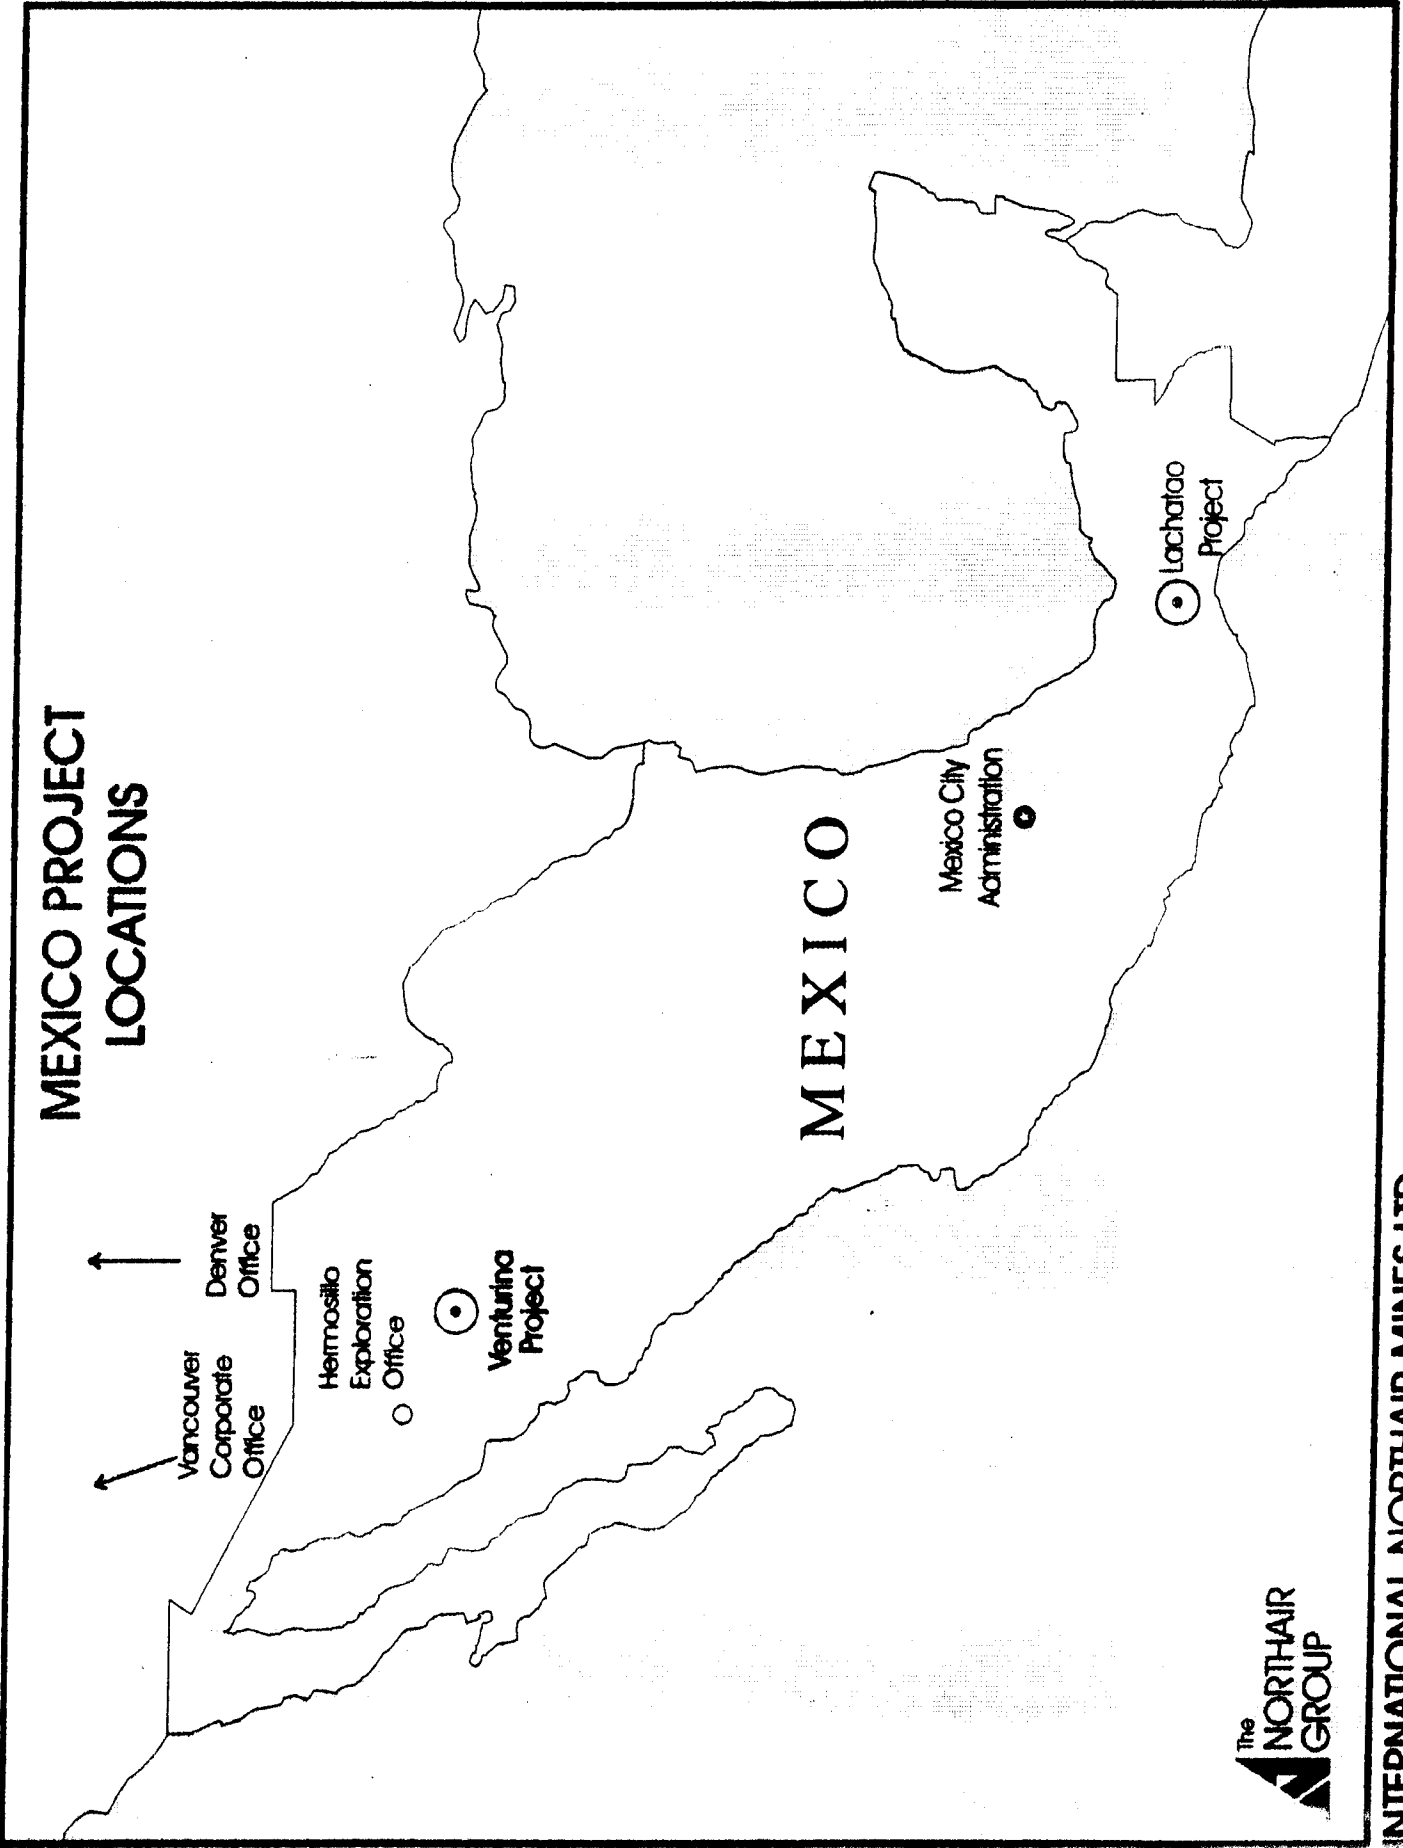 MEXICO PROJECT
LOCATIONS
Vancouver
Corporate
Office
Denver
Office
Hermosillo
Exploration
Office
Venturina
Project
MEXICO
Mexico City
Administration
Lachatao
Project
The
NORTHAIR
GROUP
INTERNATIONAL NORTHAIR MINES LTD